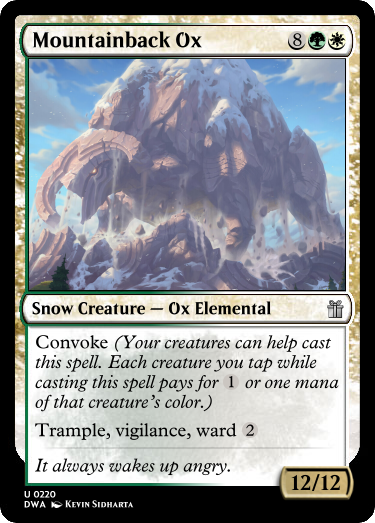 Mountainback Ox 8
Snow Creature — Ox Elemental
Convoke (Your creatures can help cast
this spell. Each creature you tap while
casting this spell pays for 1 or one mana
of that creature's color.)
Trample, vigilance, ward 2
It always wakes up angry.
12/12
U 0220
DWA Kevin Sidharta